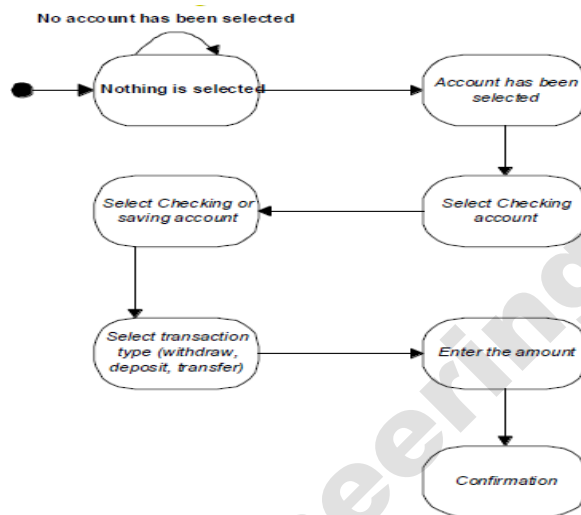 No account has been selected
Nothing is selected
Account has been
selected
Select Checking or
saving account
Select Checking
account
Select transaction
type (withdraw,
deposit, transfer)
Enter the amount
Confirmation
eering